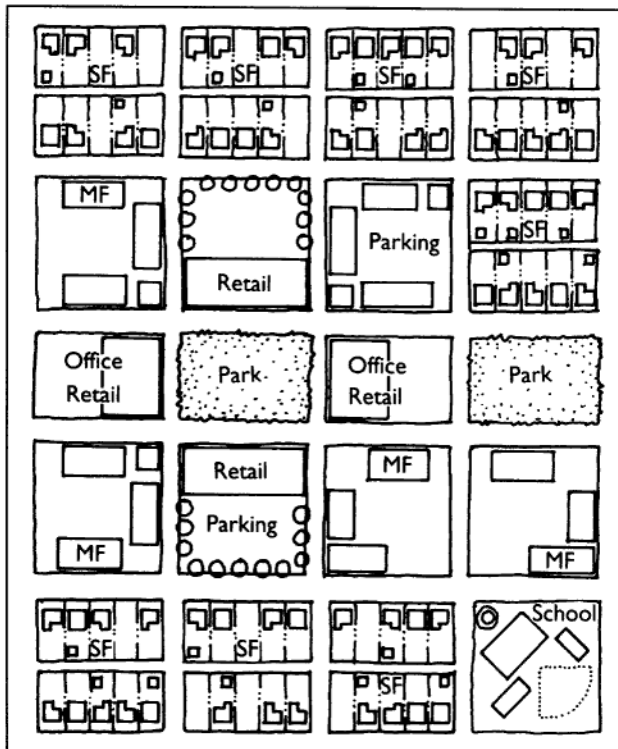 SF SF SF SF
MF Retail Parking SF
Office Retail
Park
Office Retail
Park
MF
Retail
Parking
MF
MF
SF SF SF School